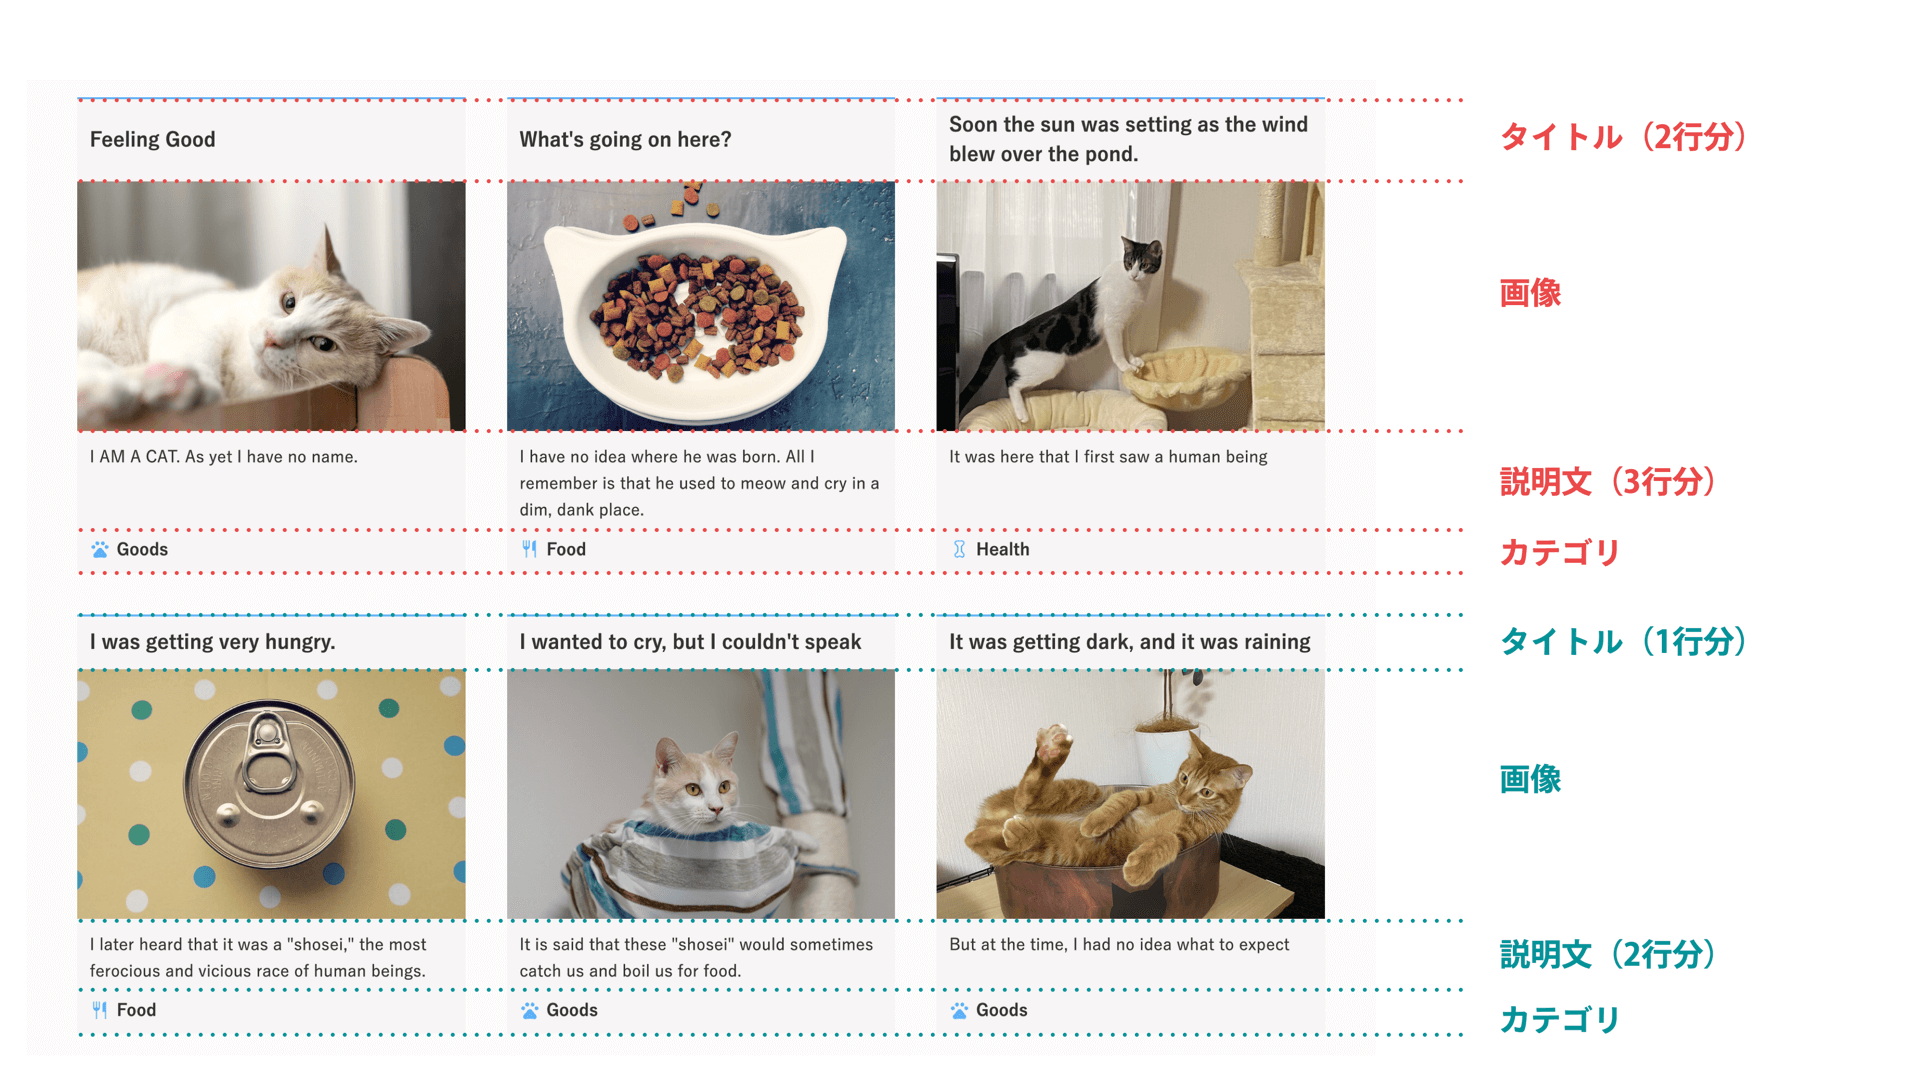 Feeling Good
What's going on here?
Soon the sun was setting as the wind
blew over the pond.
タイトル（2行分）
画像
I AM A CAT. As yet I have no name.
I have no idea where he was born. All I
remember is that he used to meow and cry in a
dim, dank place.
It was here that I first saw a human being
説明文（3行分）
Goods
Food
Health
カテゴリ
I was getting very hungry.
I wanted to cry, but I couldn't speak
It was getting dark, and it was raining
タイトル（1行分）
画像
I later heard that it was a "shosei," the most
ferocious and vicious race of human beings.
It is said that these "shosei" would sometimes
catch us and boil us for food.
But at the time, I had no idea what to expect
説明文（2行分）
Food
Goods
Goods
カテゴリ